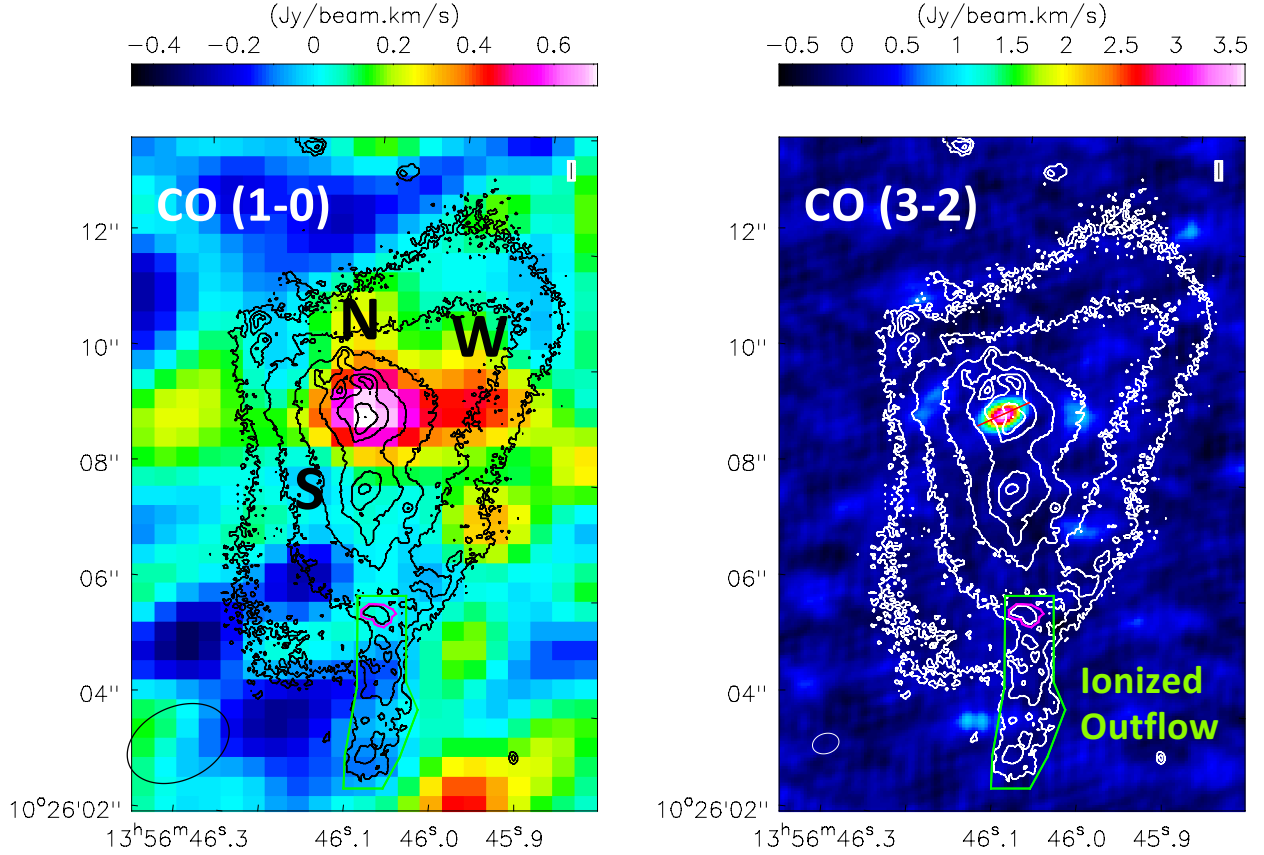 (Jy/beam.km/s)
−0.4 −0.2 0 0.2 0.4 0.6
CO (1-0)
N
W
S
12''
10''
08''
06''
04''
10°26'02''
13ʰ56ᵐ46ˢ.3 46ˢ.1 46ˢ.0 45ˢ.9
(Jy/beam.km/s)
−0.5 0 0.5 1 1.5 2 2.5 3 3.5
CO (3-2)
12''
10''
08''
06''
04''
Ionized
Outflow
10°26'02''
13ʰ56ᵐ46ˢ.3 46ˢ.1 46ˢ.0 45ˢ.9